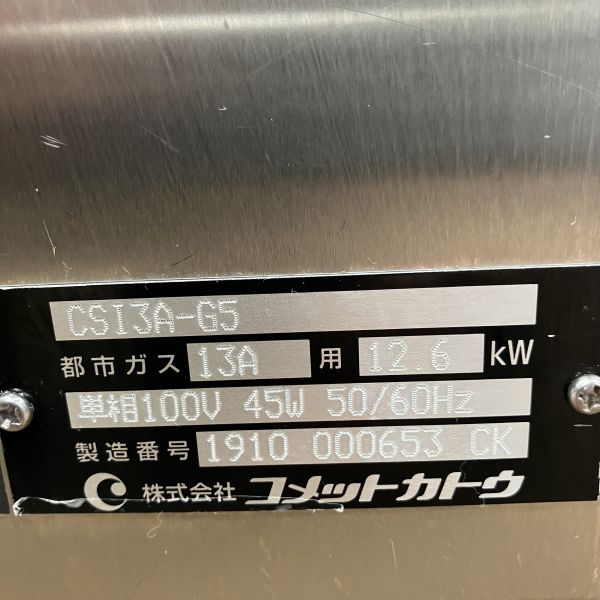 CSI3A-G5
都市ガス 13A 用 12.6 kW
単相100V 45W 50/60Hz
製造番号 1910 000653 CK
株式会社 コメットカトウ